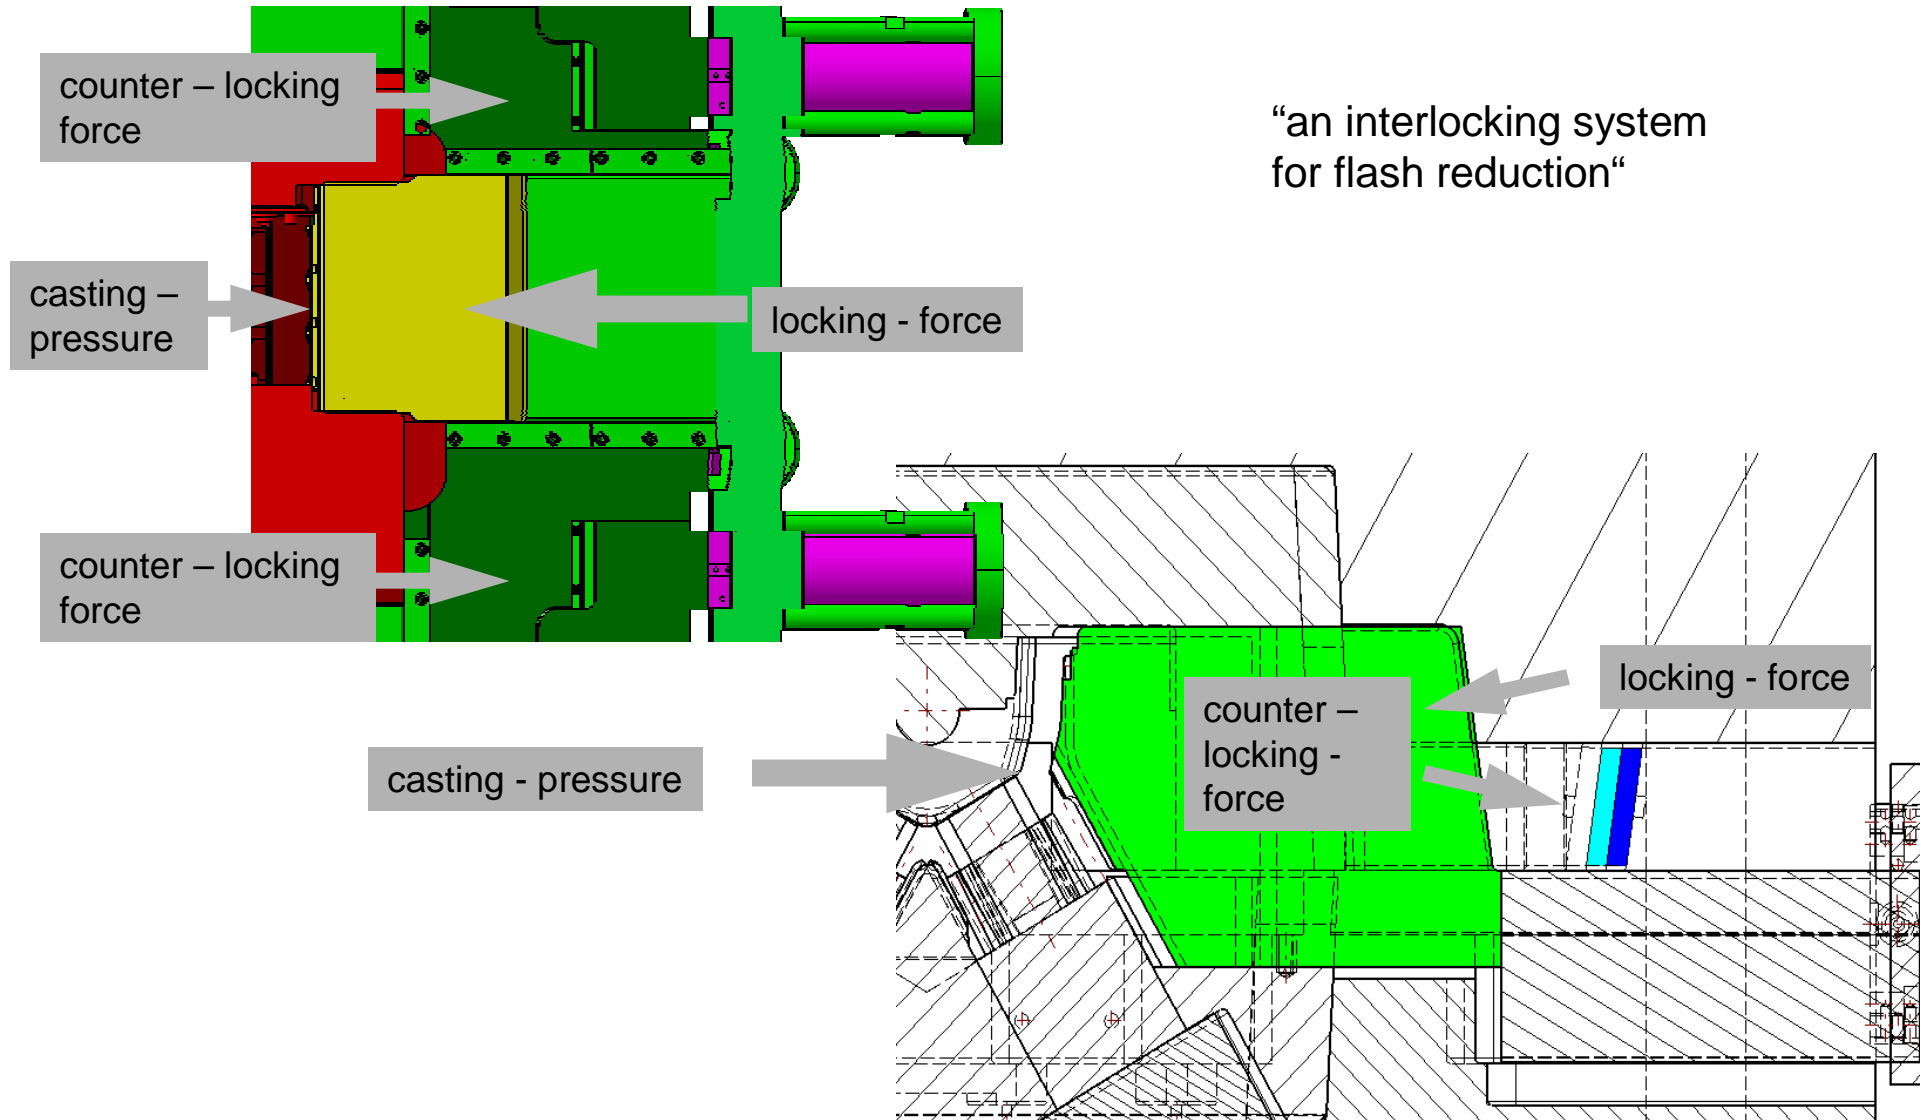 counter – locking
force
“an interlocking system
for flash reduction“
casting –
pressure
locking - force
counter – locking
force
locking - force
counter –
locking -
force
casting - pressure